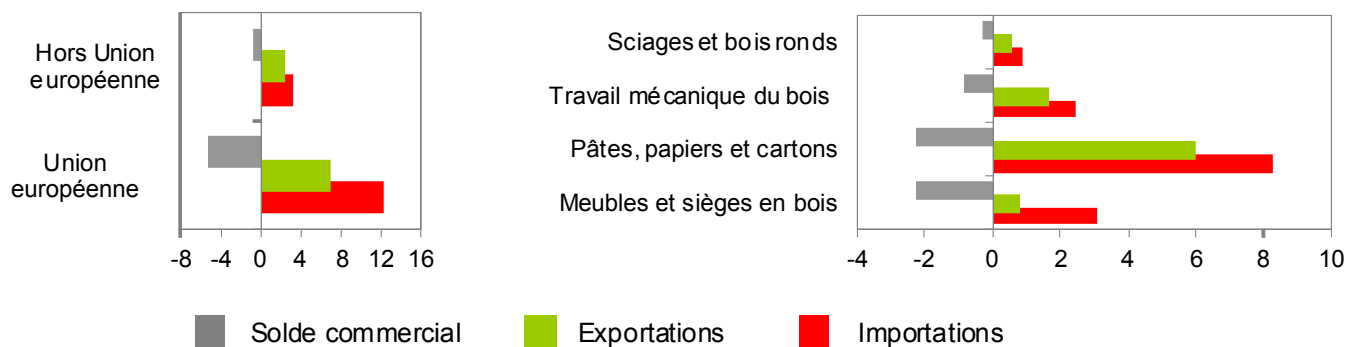 Hors Union
européenne
Union
européenne
-8 -4 0 4 8 12 16
Sciages et bois ronds
Travail mécanique du bois
Pâtes, papiers et cartons
Meubles et sièges en bois
-4 -2 0 2 4 6 8 10
Solde commercial Exportations Importations